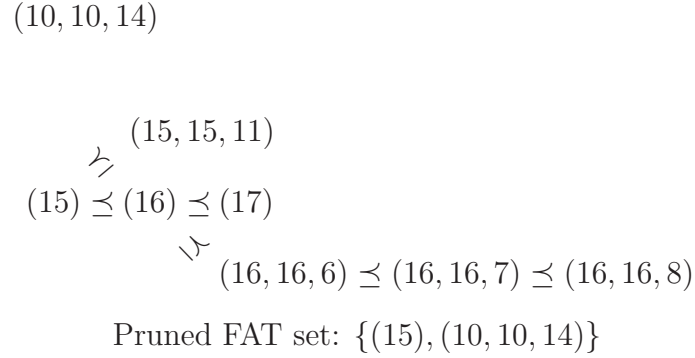 (10, 10, 14)
(15, 15, 11)
⪯
(15) ⪯ (16) ⪯ (17)
⪯
(16, 16, 6) ⪯ (16, 16, 7) ⪯ (16, 16, 8)
Pruned FAT set: {(15), (10, 10, 14)}